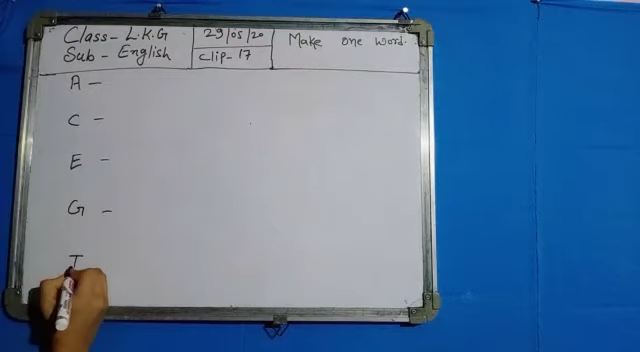 Class- L.K.G
Sub - English
29/05/20
Clip- 17
Make one word.
A -
C -
E -
G -
I